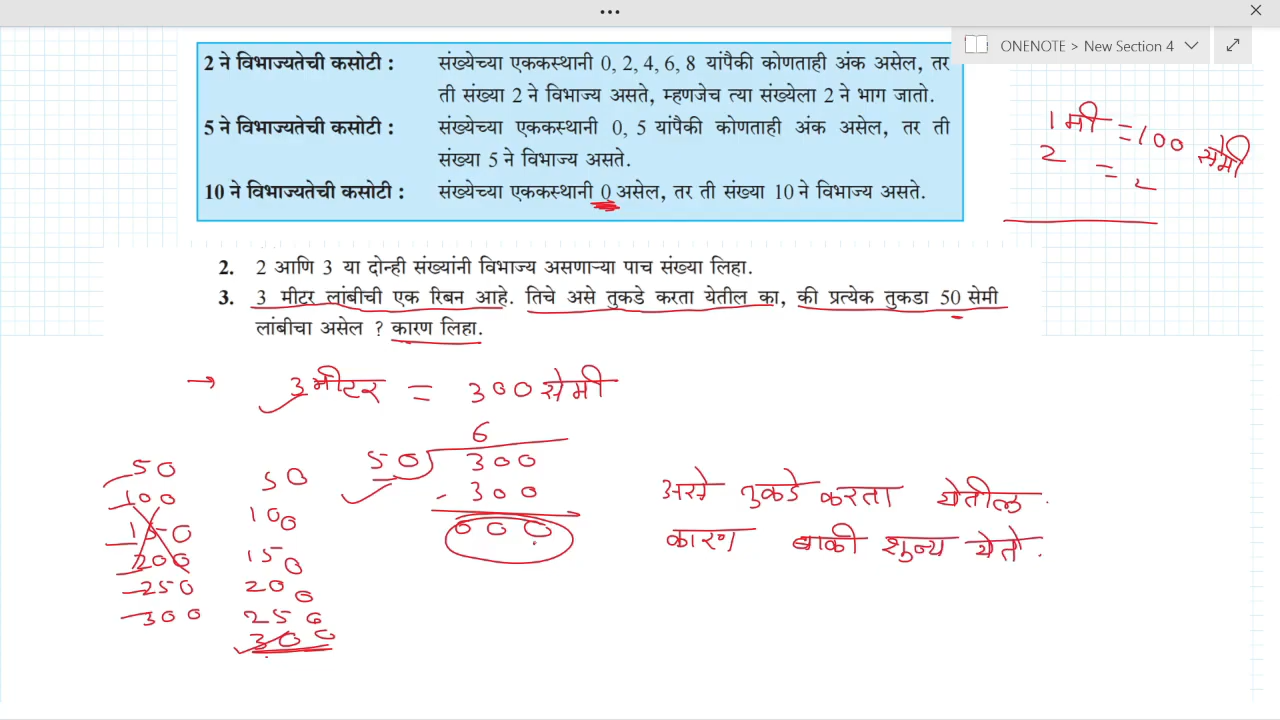 ONENOTE > New Section 4
2 ने विभाज्यतेची कसोटी : संख्येच्या एककस्थानी 0, 2, 4, 6, 8 यांपैकी कोणताही अंक असेल, तर
ती संख्या 2 ने विभाज्य असते, म्हणजेच त्या संख्येला 2 ने भाग जातो.
5 ने विभाज्यतेची कसोटी : संख्येच्या एककस्थानी 0, 5 यांपैकी कोणताही अंक असेल, तर ती
संख्या 5 ने विभाज्य असते.
10 ने विभाज्यतेची कसोटी : संख्येच्या एककस्थानी 0 असेल, तर ती संख्या 10 ने विभाज्य असते.
1 मी = 100 सेमी
2 = 2
2. 2 आणि 3 या दोन्ही संख्यांनी विभाज्य असणाऱ्या पाच संख्या लिहा.
3. 3 मीटर लांबीची एक रिबन आहे. तिचे असे तुकडे करता येतील का, की प्रत्येक तुकडा 50 सेमी
लांबीचा असेल ? कारण लिहा.
→ 3 मीटर = 300 सेमी
6
50 300
- 300
000
50
100
150
200
250
300
50
100
150
200
250
300
असे तुकडे करता येतील.
कारण बाकी शून्य येते.